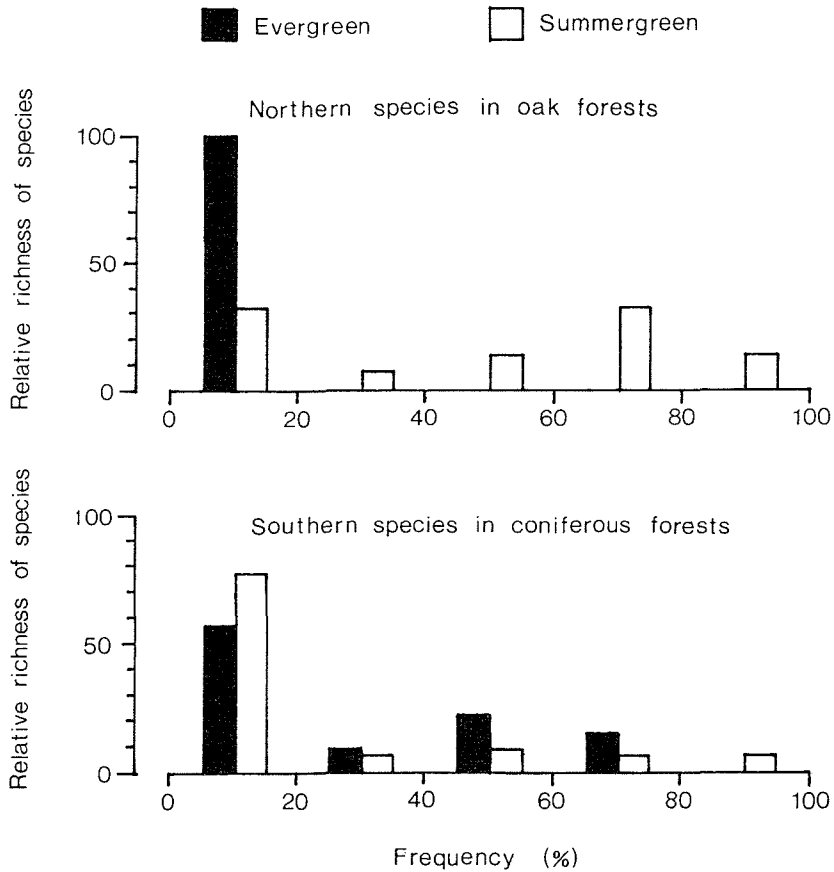 Evergreen Summergreen
Northern species in oak forests
Relative richness of species
100
50
0
0 20 40 60 80 100
Southern species in coniferous forests
Relative richness of species
100
50
0
0 20 40 60 80 100
Frequency (%)